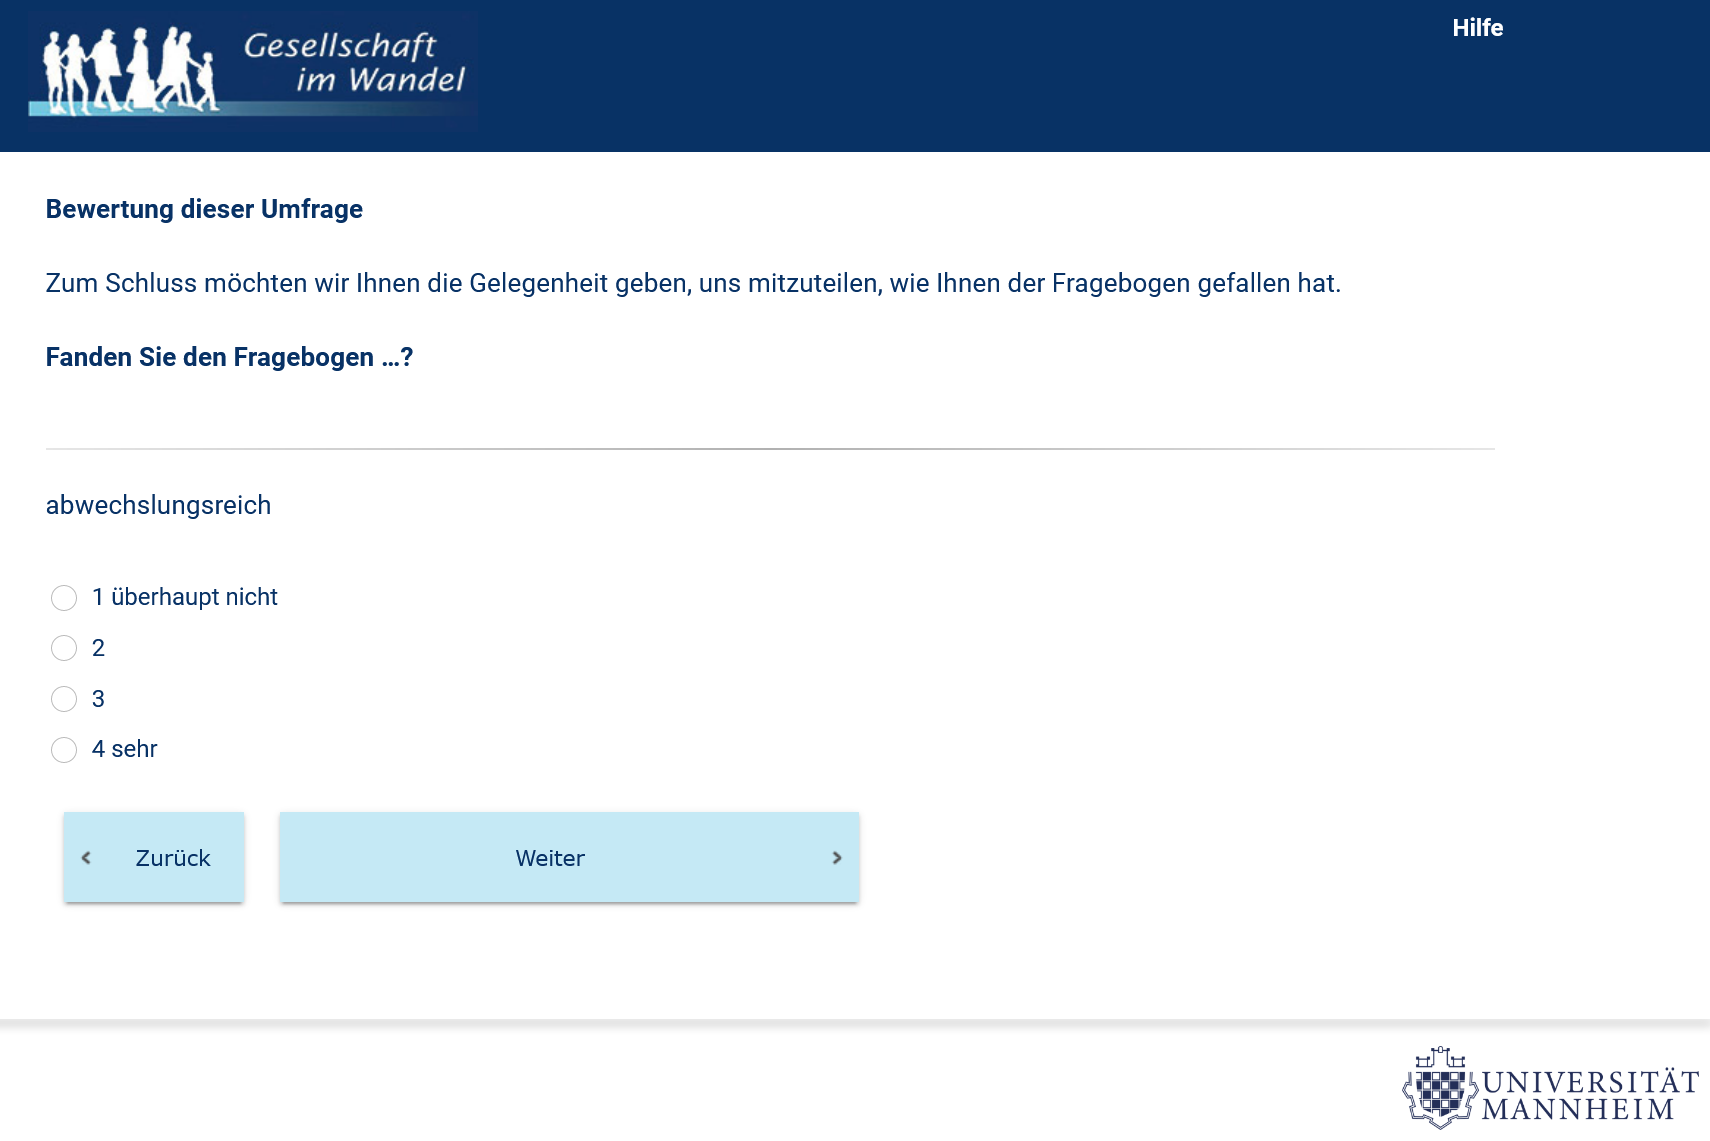 Gesellschaft
im Wandel
Hilfe
Bewertung dieser Umfrage
Zum Schluss möchten wir Ihnen die Gelegenheit geben, uns mitzuteilen, wie Ihnen der Fragebogen gefallen hat.
Fanden Sie den Fragebogen …?
abwechslungsreich
1 überhaupt nicht
2
3
4 sehr
Zurück
Weiter
UNIVERSITÄT
MANNHEIM